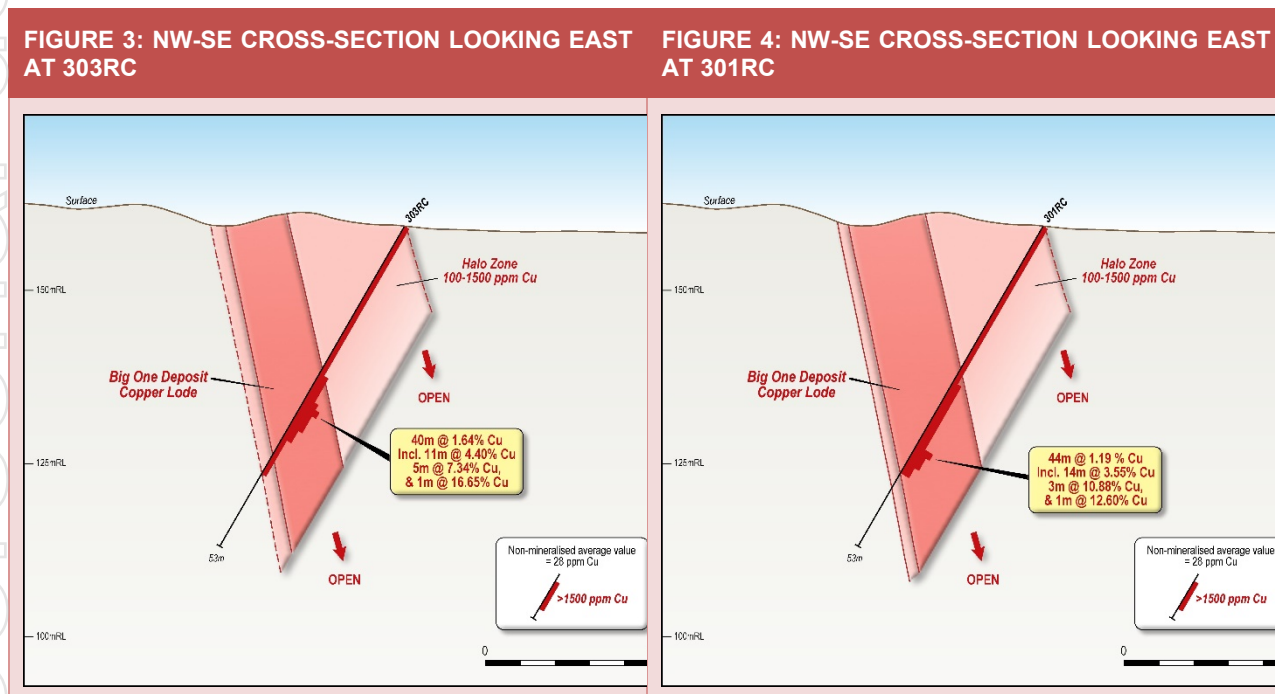 FIGURE 3: NW-SE CROSS-SECTION LOOKING EAST
AT 303RC
Surface
303RC
Halo Zone
100-1500 ppm Cu
150mRL
Big One Deposit
Copper Lode
OPEN
40m @ 1.64% Cu
Incl. 11m @ 4.40% Cu
5m @ 7.34% Cu,
& 1m @ 16.65% Cu
125mRL
53m
OPEN
Non-mineralised average value
= 28 ppm Cu
>1500 ppm Cu
100mRL
0
FIGURE 4: NW-SE CROSS-SECTION LOOKING EAST
AT 301RC
Surface
301RC
Halo Zone
100-1500 ppm Cu
150mRL
Big One Deposit
Copper Lode
OPEN
44m @ 1.19 % Cu
Incl. 14m @ 3.55% Cu
3m @ 10.88% Cu,
& 1m @ 12.60% Cu
125mRL
53m
OPEN
Non-mineralised average value
= 28 ppm Cu
>1500 ppm Cu
100mRL
0